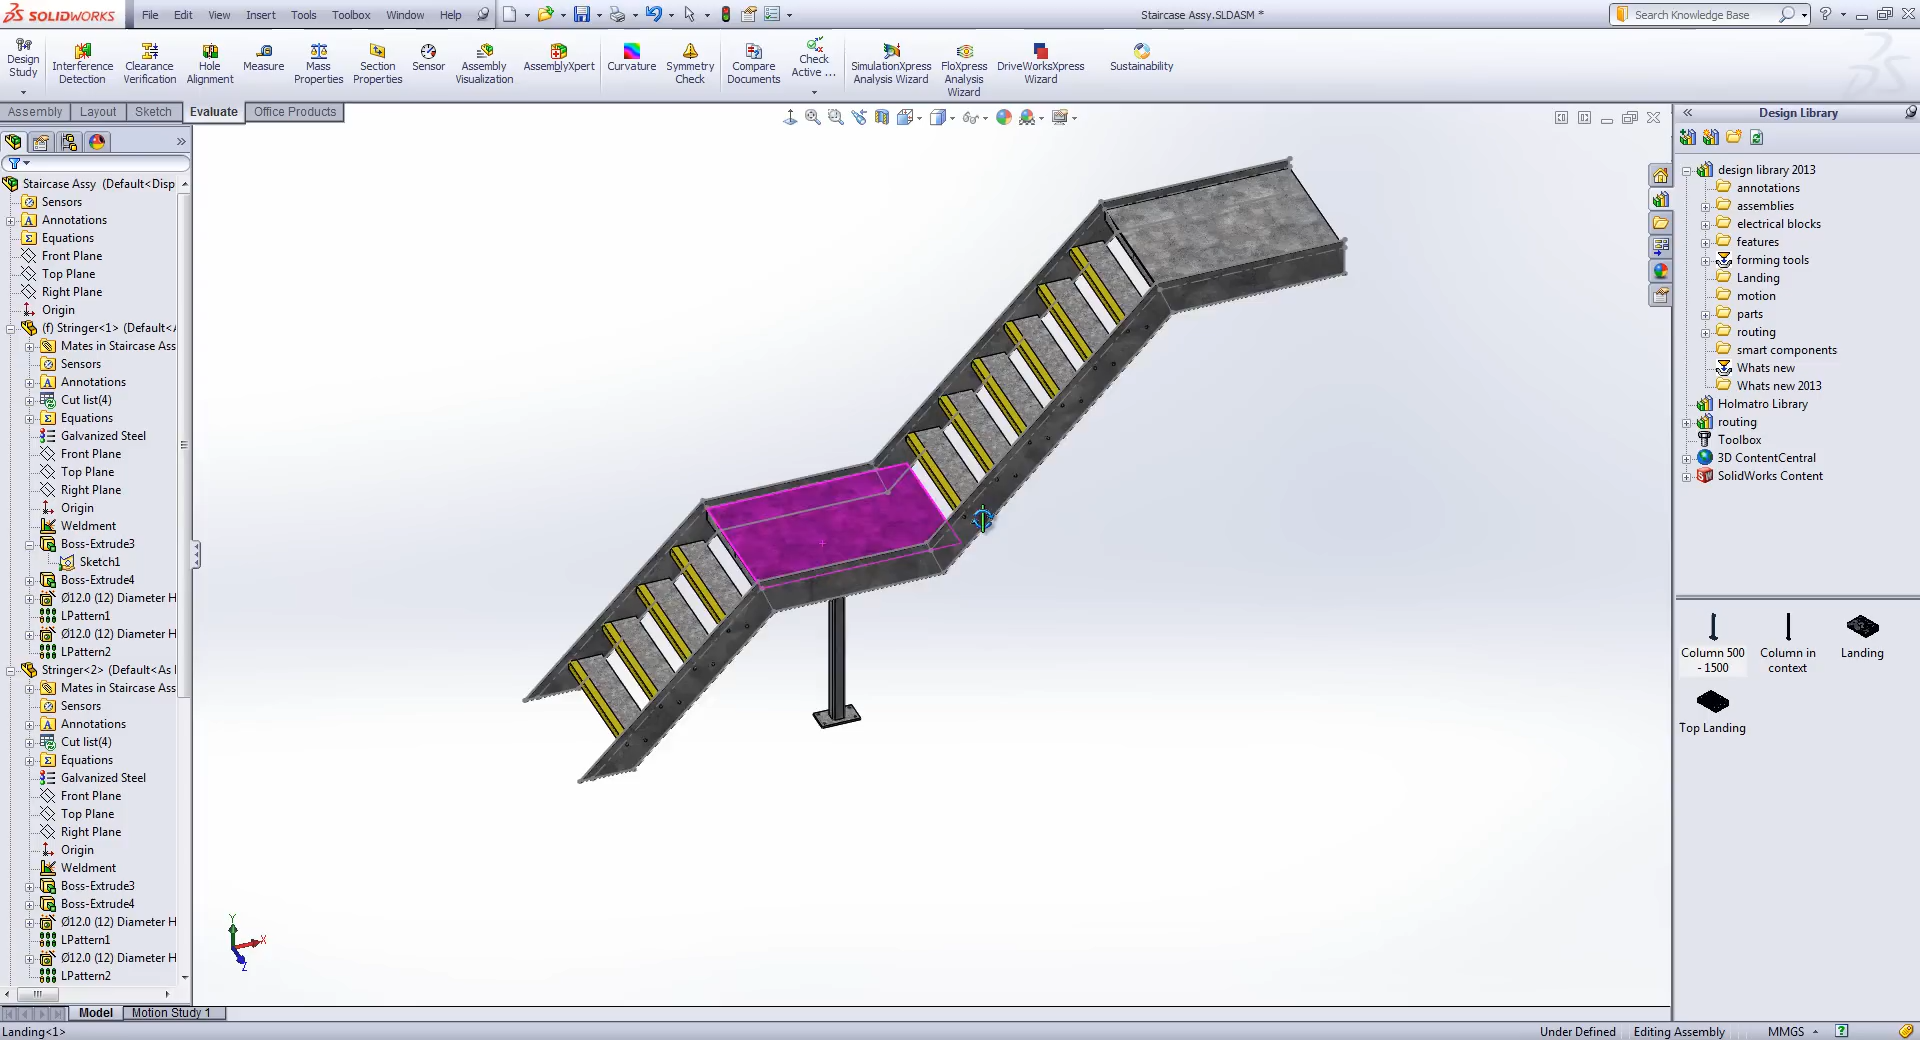 SOLIDWORKS File Edit View Insert Tools Toolbox Window Help Staircase Assy.SLDASM * Search Knowledge Base ?
Design Study
Interference Detection
Clearance Verification
Hole Alignment
Measure
Mass Properties
Section Properties
Sensor
Assembly Visualization
AssemblyXpert
Curvature
Symmetry Check
Compare Documents
Check Active ...
SimulationXpress Analysis Wizard
FloXpress Analysis Wizard
DriveWorksXpress Wizard
Sustainability
Assembly Layout Sketch Evaluate Office Products
Staircase Assy (Default<Disp
Sensors
Annotations
Equations
Front Plane
Top Plane
Right Plane
Origin
(f) Stringer<1> (Default<A
Mates in Staircase Ass
Sensors
Annotations
Cut list(4)
Equations
Galvanized Steel
Front Plane
Top Plane
Right Plane
Origin
Weldment
Boss-Extrude3
Sketch1
Boss-Extrude4
Ø12.0 (12) Diameter H
LPattern1
Ø12.0 (12) Diameter H
LPattern2
Stringer<2> (Default<As
Mates in Staircase Ass
Sensors
Annotations
Cut list(4)
Equations
Galvanized Steel
Front Plane
Top Plane
Right Plane
Origin
Weldment
Boss-Extrude3
Boss-Extrude4
Ø12.0 (12) Diameter H
LPattern1
Ø12.0 (12) Diameter H
LPattern2
Y
X
Z
Design Library
design library 2013
annotations
assemblies
electrical blocks
features
forming tools
Landing
motion
parts
routing
smart components
Whats new
Whats new 2013
Holmatro Library
routing
Toolbox
3D ContentCentral
SolidWorks Content
Column 500 - 1500
Column in context
Landing
Top Landing
Model Motion Study 1
Landing<1> Under Defined Editing Assembly MMGS ?